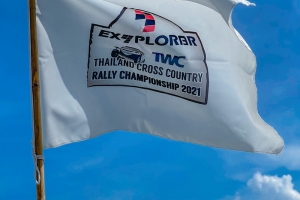 EXPLORER
TWC
THAILAND CROSS COUNTRY
RALLY CHAMPIONSHIP 2021